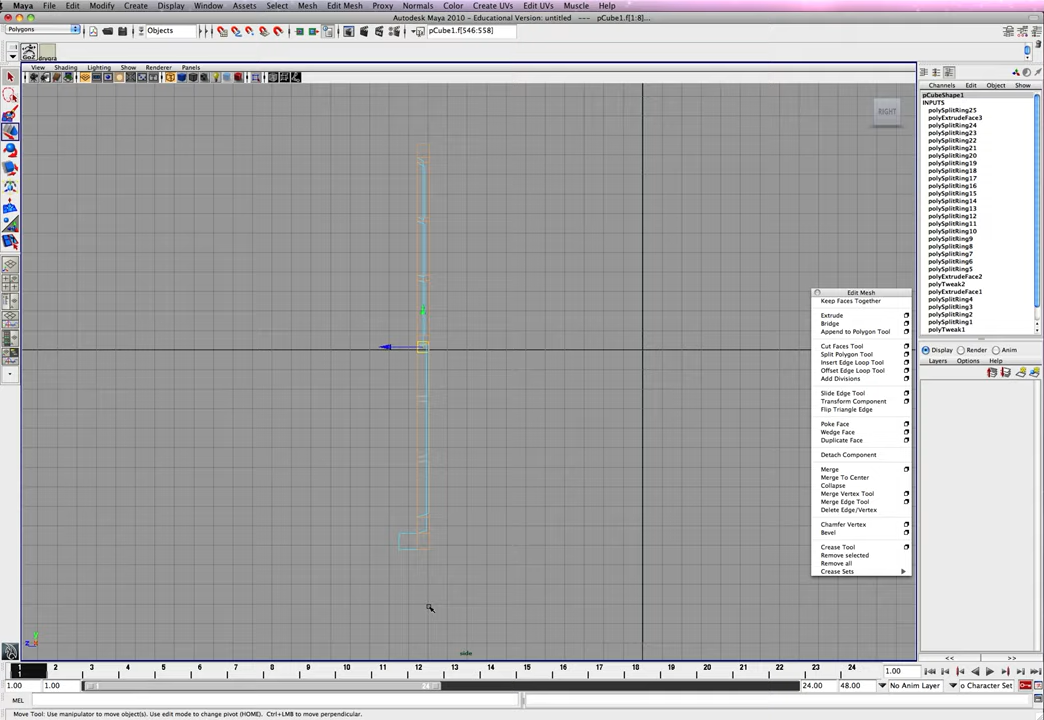 Maya File Edit Modify Create Display Window Assets Select Mesh Edit Mesh Proxy Normals Color Create UVs Edit UVs Muscle Help
Autodesk Maya 2010 - Educational Version: untitled --- pCube1.f[1:8]...
Polygons Objects pCube1.f[546:558]
View Shading Lighting Show Renderer Panels
RIGHT
Channels Edit Object Show
pCubeShape1
INPUTS
polySplitRing25
polyExtrudeFace3
polySplitRing24
polySplitRing23
polySplitRing22
polySplitRing21
polySplitRing20
polySplitRing19
polySplitRing18
polySplitRing17
polySplitRing16
polySplitRing15
polySplitRing14
polySplitRing13
polySplitRing12
polySplitRing11
polySplitRing10
polySplitRing9
polySplitRing8
polySplitRing7
polySplitRing6
polySplitRing5
polyExtrudeFace2
polyTweak2
polyExtrudeFace1
polySplitRing4
polySplitRing3
polySplitRing2
polySplitRing1
polyTweak1
Display Render Anim
Layers Options Help
Edit Mesh
Keep Faces Together
Extrude
Bridge
Append to Polygon Tool
Cut Faces Tool
Split Polygon Tool
Insert Edge Loop Tool
Offset Edge Loop Tool
Add Divisions
Slide Edge Tool
Transform Component
Flip Triangle Edge
Poke Face
Wedge Face
Duplicate Face
Detach Component
Merge
Merge To Center
Collapse
Merge Vertex Tool
Merge Edge Tool
Delete Edge/Vertex
Chamfer Vertex
Bevel
Crease Tool
Remove selected
Remove all
Crease Sets
side
1 2 3 4 5 6 7 8 9 10 11 12 13 14 15 16 17 18 19 20 21 22 23 24 1.00
1.00 1.00 24 24.00 48.00 No Anim Layer o Character Set
MEL
Move Tool: Use manipulator to move object(s). Use edit mode to change pivot (HOME). Ctrl+LMB to move perpendicular.